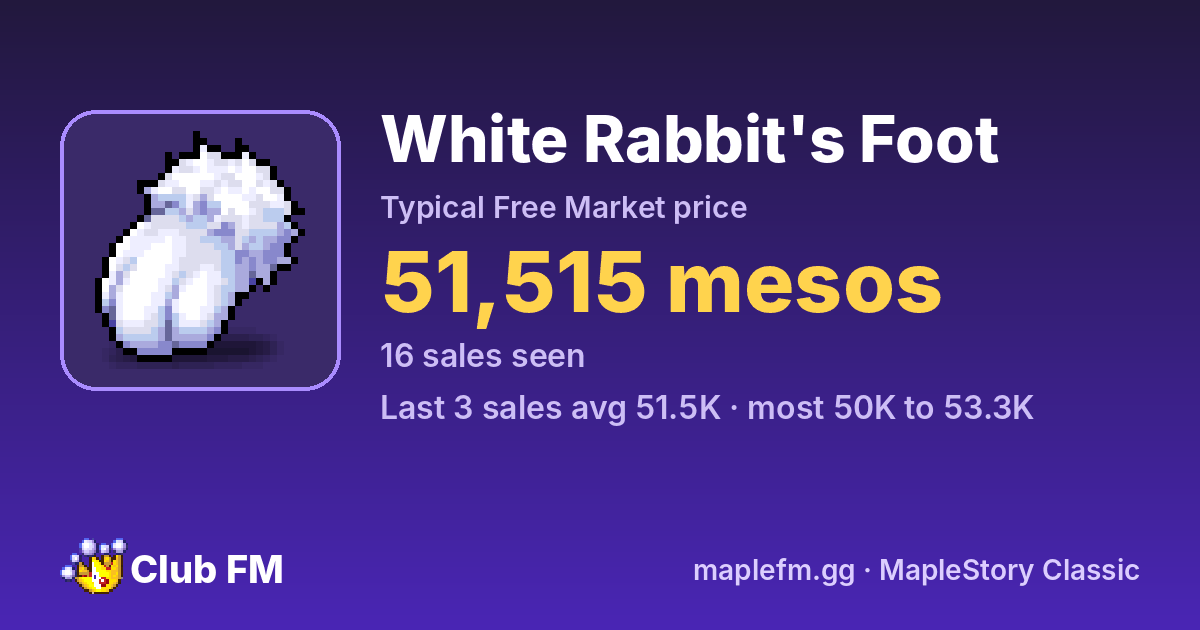 White Rabbit's Foot
Typical Free Market price
51,515 mesos
16 sales seen
Last 3 sales avg 51.5K · most 50K to 53.3K
Club FM
maplefm.gg · MapleStory Classic